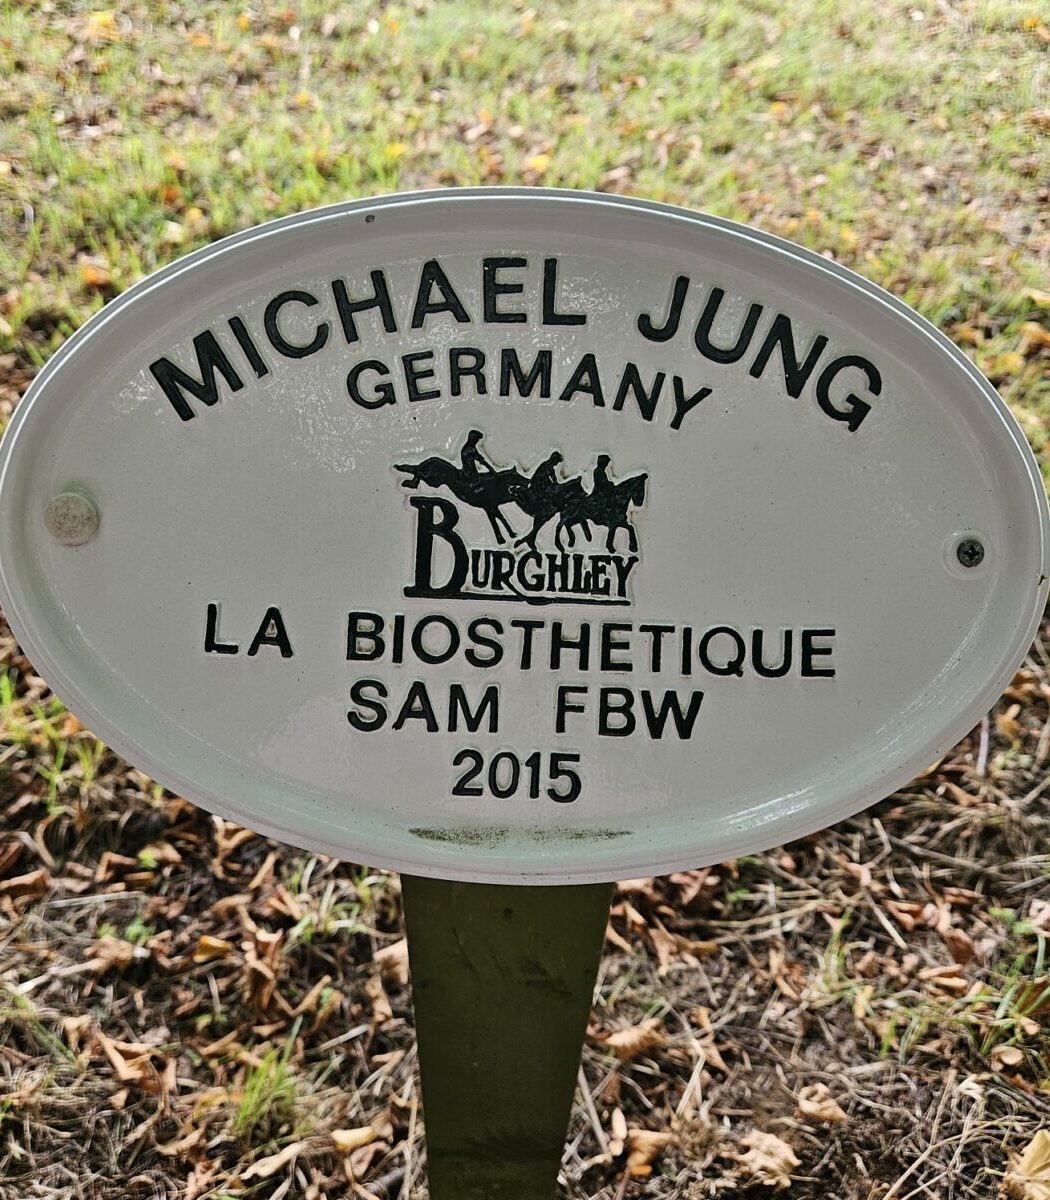 MICHAEL JUNG
GERMANY
BURGHLEY
LA BIOSTHETIQUE
SAM FBW
2015